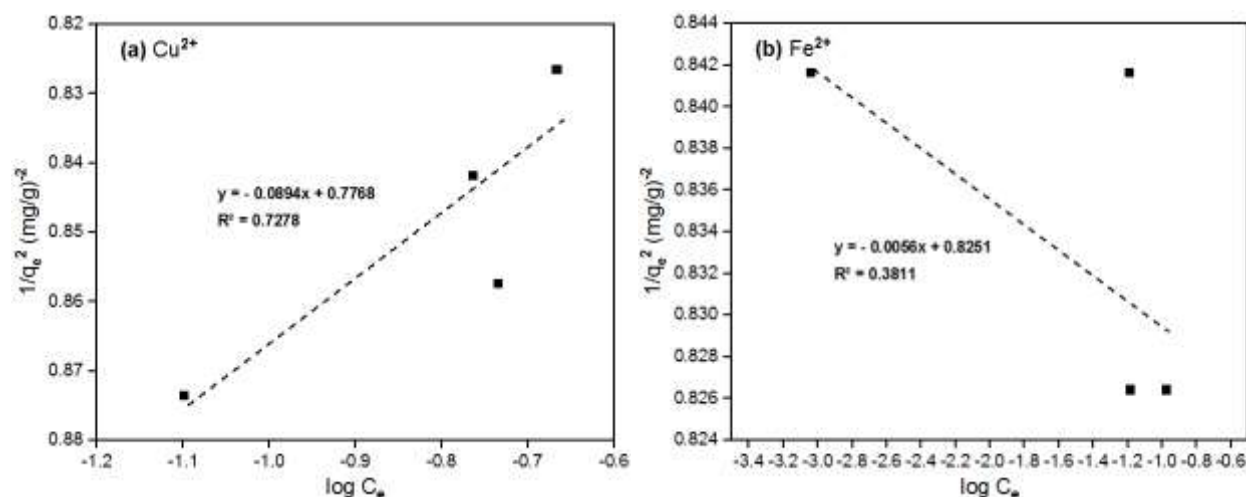 (a) Cu²⁺
1/qₑ² (mg/g)⁻²
0.82
0.83
0.84
0.85
0.86
0.87
0.88
y = - 0.0894x + 0.7768
R² = 0.7278
-1.2
-1.1
-1.0
-0.9
-0.8
-0.7
-0.6
log Cₑ
(b) Fe²⁺
1/qₑ² (mg/g)⁻²
0.844
0.842
0.840
0.838
0.836
0.834
0.832
0.830
0.828
0.826
0.824
y = - 0.0056x + 0.8251
R² = 0.3811
-3.4 -3.2 -3.0 -2.8 -2.6 -2.4 -2.2 -2.0 -1.8 -1.6 -1.4 -1.2 -1.0 -0.8 -0.6
log Cₑ